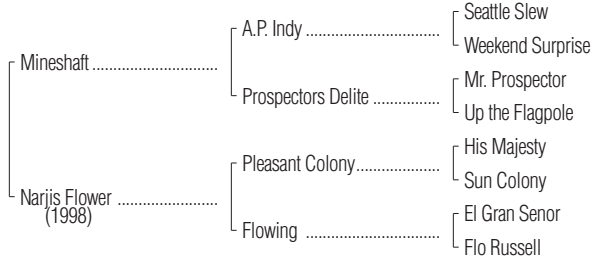 Seattle Slew
A.P. Indy ........................
Weekend Surprise
Mineshaft ............................
Mr. Prospector
Prospectors Delite ...............
Up the Flagpole
His Majesty
Pleasant Colony...................
Sun Colony
Narjis Flower ......................
(1998)
El Gran Senor
Flowing ..............................
Flo Russell